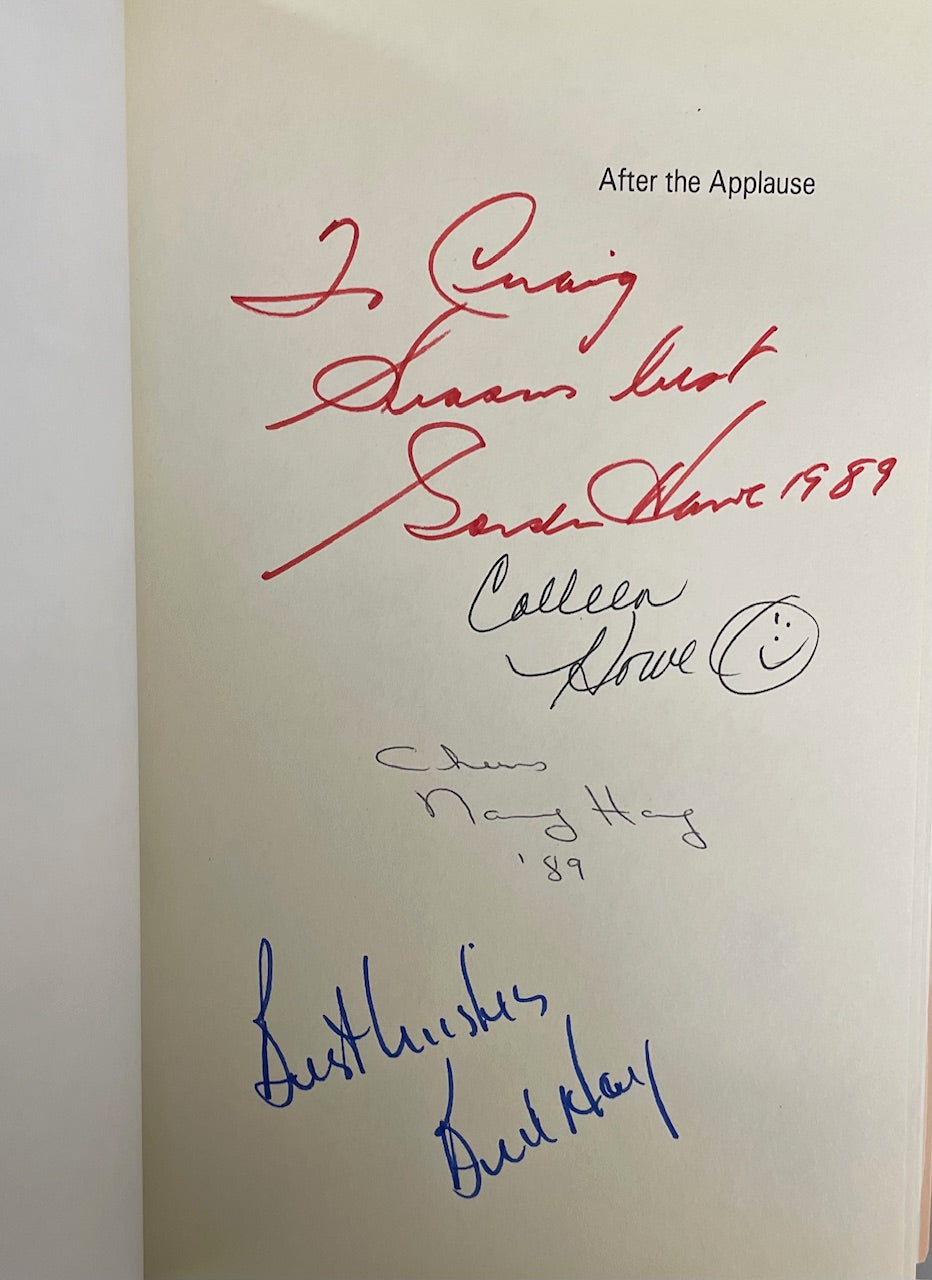 After the Applause
To Craig
Seasons best
Gordie Howe 1989
Colleen
Howe
Cheers
Nancy Hay
'89
Best Wishes
Bill Hay